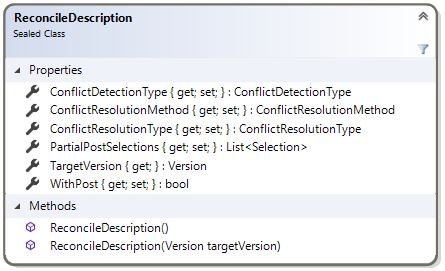 ReconcileDescription
Sealed Class
Properties
ConflictDetectionType { get; set; } : ConflictDetectionType
ConflictResolutionMethod { get; set; } : ConflictResolutionMethod
ConflictResolutionType { get; set; } : ConflictResolutionType
PartialPostSelections { get; set; } : List<Selection>
TargetVersion { get; } : Version
WithPost { get; set; } : bool
Methods
ReconcileDescription()
ReconcileDescription(Version targetVersion)